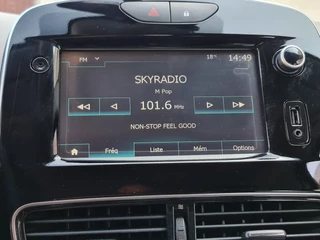 FM 18° 14:49
SKYRADIO
M Pop
101.6 MHz
NON-STOP FEEL GOOD
Fréq Liste Mém Options